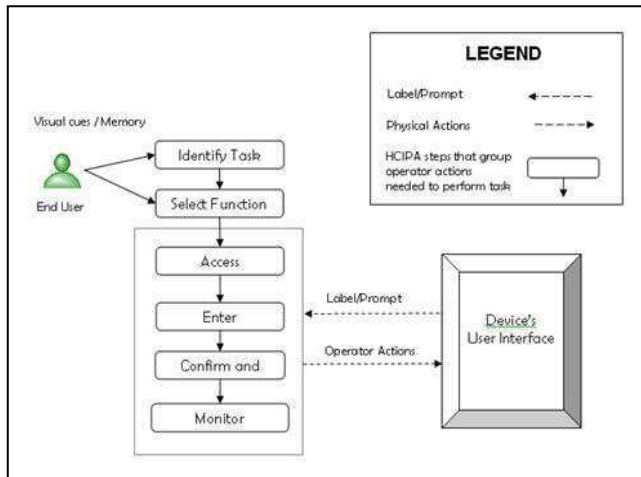 LEGEND
Label/Prompt
Physical Actions
HCIPA steps that group
operator actions
needed to perform task
Visual cues / Memory
End User
Identify Task
Select Function
Access
Enter
Confirm and
Monitor
Label/Prompt
Operator Actions
Device's
User Interface